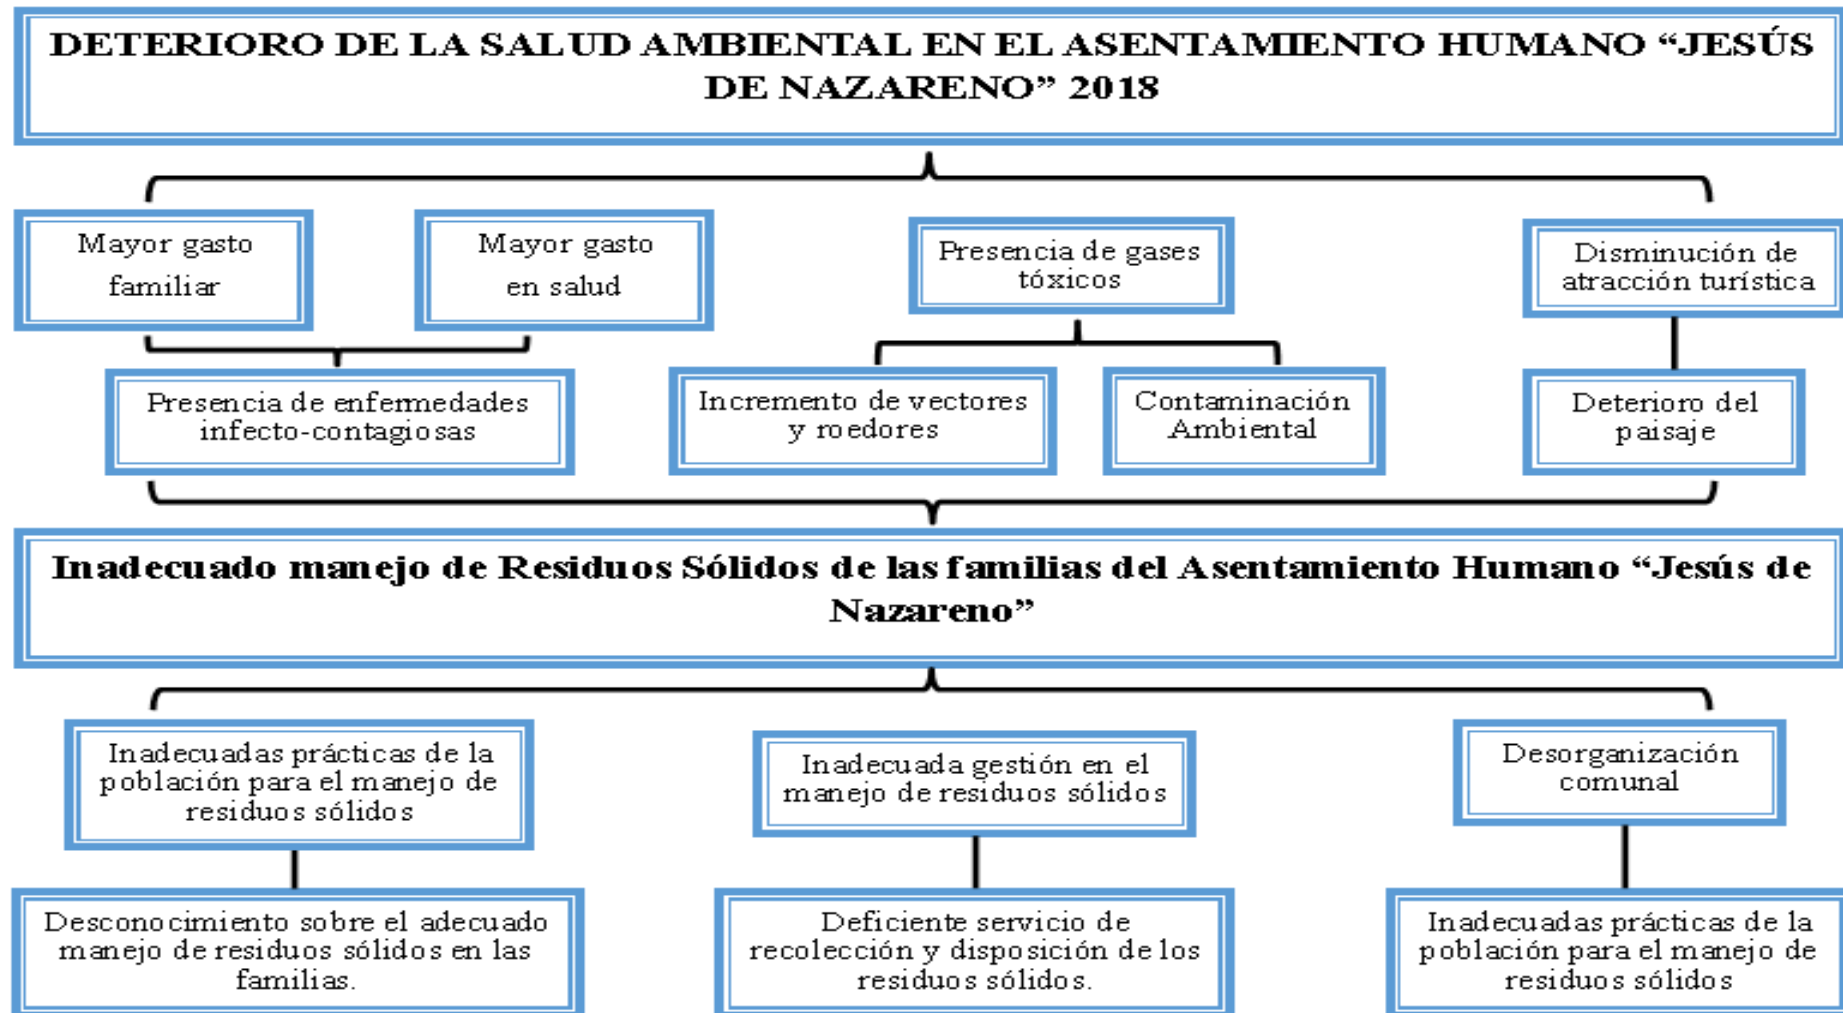 DETERIORO DE LA SALUD AMBIENTAL EN EL ASENTAMIENTO HUMANO “JESÚS
DE NAZARENO” 2018
Mayor gasto
familiar
Mayor gasto
en salud
Presencia de gases
tóxicos
Disminución de
atracción turística
Presencia de enfermedades
infecto-contagiosas
Incremento de vectores
y roedores
Contaminación
Ambiental
Deterioro del
paisaje
Inadecuado manejo de Residuos Sólidos de las familias del Asentamiento Humano “Jesús de
Nazareno”
Inadecuadas prácticas de la
población para el manejo de
residuos sólidos
Inadecuada gestión en el
manejo de residuos sólidos
Desorganización
comunal
Desconocimiento sobre el adecuado
manejo de residuos sólidos en las
familias.
Deficiente servicio de
recolección y disposición de los
residuos sólidos.
Inadecuadas prácticas de la
población para el manejo de
residuos sólidos